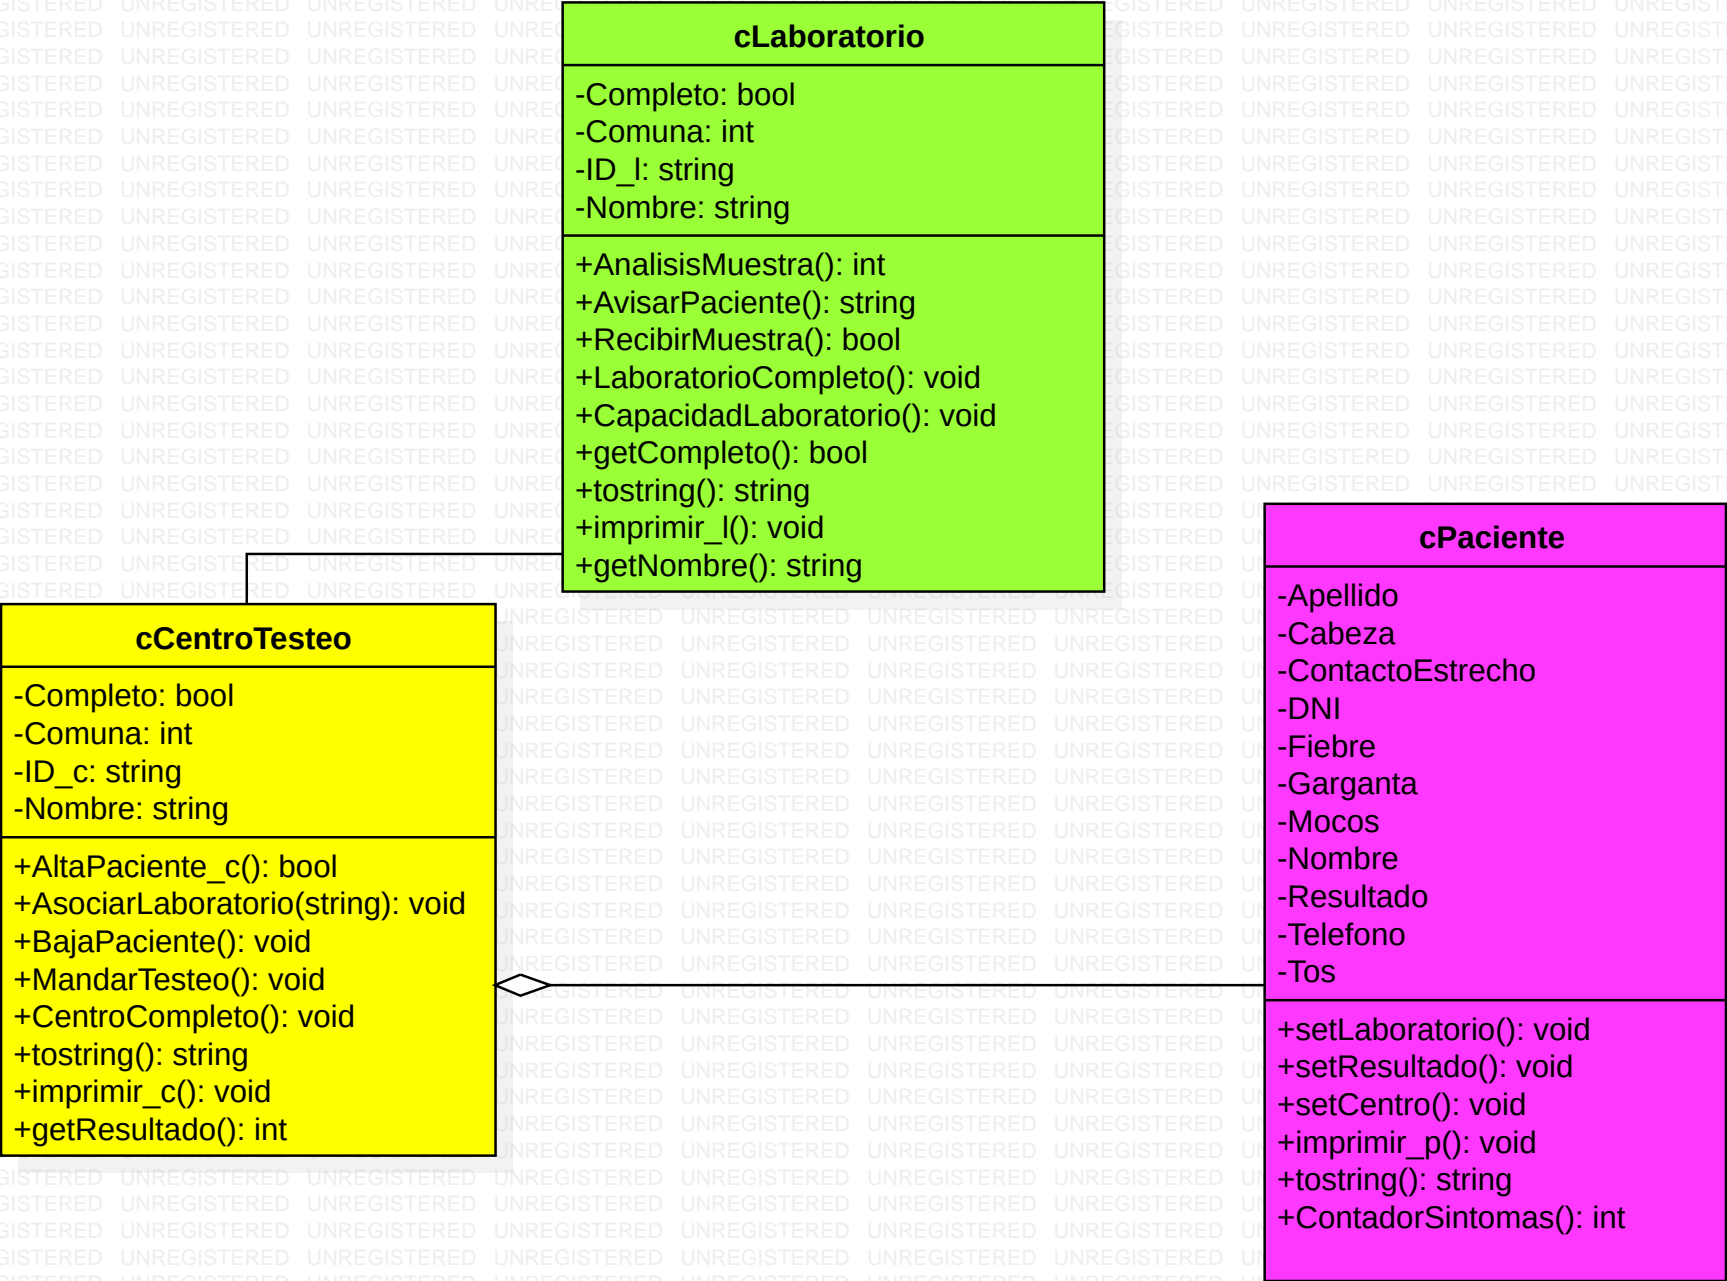 cLaboratorio
-Completo: bool
-Comuna: int
-ID_l: string
-Nombre: string
+AnalisisMuestra(): int
+AvisarPaciente(): string
+RecibirMuestra(): bool
+LaboratorioCompleto(): void
+CapacidadLaboratorio(): void
+getCompleto(): bool
+tostring(): string
+imprimir_l(): void
+getNombre(): string
cCentroTesteo
-Completo: bool
-Comuna: int
-ID_c: string
-Nombre: string
+AltaPaciente_c(): bool
+AsociarLaboratorio(string): void
+BajaPaciente(): void
+MandarTesteo(): void
+CentroCompleto(): void
+tostring(): string
+imprimir_c(): void
+getResultado(): int
cPaciente
-Apellido
-Cabeza
-ContactoEstrecho
-DNI
-Fiebre
-Garganta
-Mocos
-Nombre
-Resultado
-Telefono
-Tos
+setLaboratorio(): void
+setResultado(): void
+setCentro(): void
+imprimir_p(): void
+tostring(): string
+ContadorSintomas(): int
UNREGISTERED